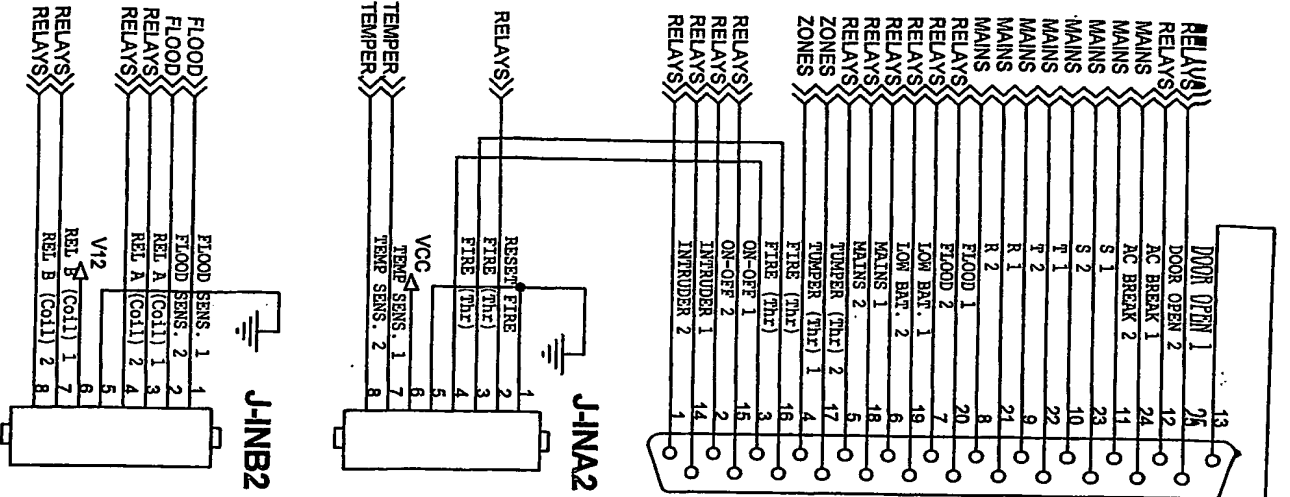 RELAYS
RELAYS
MAINS
MAINS
MAINS
MAINS
MAINS
MAINS
MAINS
MAINS
RELAYS
RELAYS
RELAYS
RELAYS
RELAYS
RELAYS
ZONES
ZONES
RELAYS
RELAYS
RELAYS
RELAYS
DOOR OPEN 1
DOOR OPEN 2
AC BREAK 1
AC BREAK 2
S 1
S 2
T 1
T 2
R 1
R 2
FLOOD 1
FLOOD 2
LOW BAT. 1
LOW BAT. 2
MAINS 1
MAINS 2
TUMPER (Thr) 2
TUMPER (Thr) 1
FIRE (Thr)
FIRE (Thr)
ON-OFF 1
ON-OFF 2
INTRUDER 1
INTRUDER 2
13
25
12
24
11
23
10
22
9
21
8
20
7
19
6
18
5
17
4
16
3
15
2
14
1
RELAYS
TEMPER
TEMPER
RESET FIRE
FIRE (Thr)
FIRE (Thr)
VCC
TEMP SENS. 1
TEMP SENS. 2
1
2
3
4
5
6
7
8
J-INA2
FLOOD
FLOOD
RELAYS
RELAYS
RELAYS
RELAYS
FLOOD SENS. 1
FLOOD SENS. 2
REL A (Coil) 1
REL A (Coil) 2
V12
REL B (Coil) 1
REL B (Coil) 2
1
2
3
4
5
6
7
8
J-INB2